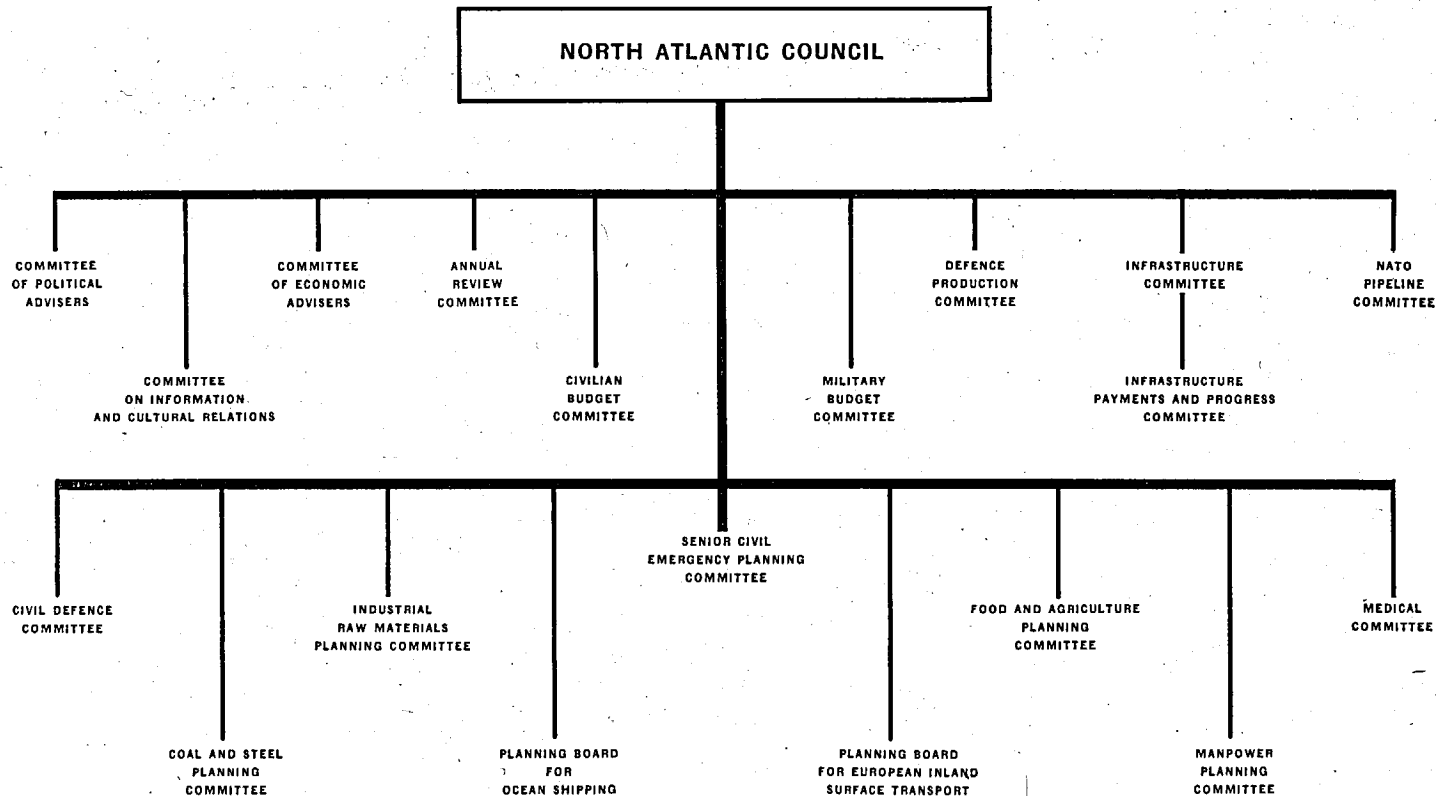 NORTH ATLANTIC COUNCIL
COMMITTEE
OF POLITICAL
ADVISERS
COMMITTEE
OF ECONOMIC
ADVISERS
ANNUAL
REVIEW
COMMITTEE
DEFENCE
PRODUCTION
COMMITTEE
INFRASTRUCTURE
COMMITTEE
NATO
PIPELINE
COMMITTEE
COMMITTEE
ON INFORMATION
AND CULTURAL RELATIONS
CIVILIAN
BUDGET
COMMITTEE
MILITARY
BUDGET
COMMITTEE
INFRASTRUCTURE
PAYMENTS AND PROGRESS
COMMITTEE
SENIOR CIVIL
EMERGENCY PLANNING
COMMITTEE
CIVIL DEFENCE
COMMITTEE
INDUSTRIAL
RAW MATERIALS
PLANNING COMMITTEE
FOOD AND AGRICULTURE
PLANNING
COMMITTEE
MEDICAL
COMMITTEE
COAL AND STEEL
PLANNING
COMMITTEE
PLANNING BOARD
FOR
OCEAN SHIPPING
PLANNING BOARD
FOR EUROPEAN INLAND
SURFACE TRANSPORT
MANPOWER
PLANNING
COMMITTEE